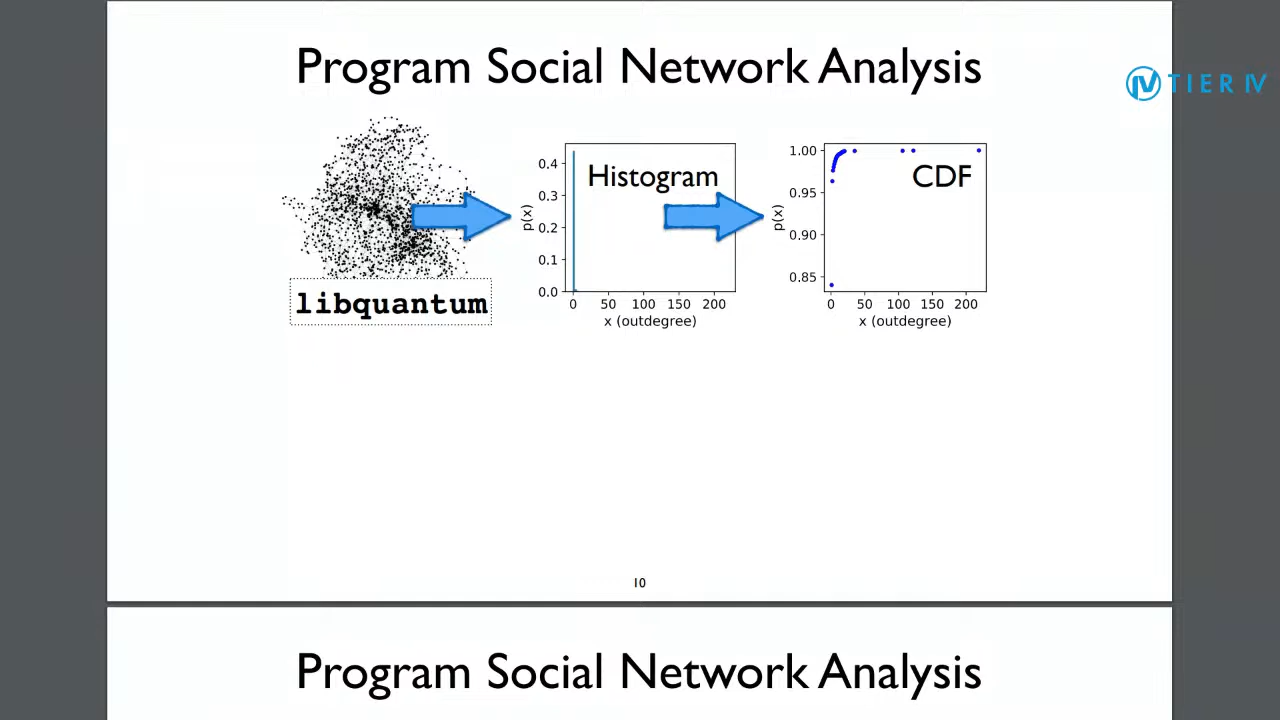 Program Social Network Analysis
TIER IV
libquantum
Histogram
p(x)
0.4
0.3
0.2
0.1
0.0
0 50 100 150 200
x (outdegree)
CDF
p(x)
1.00
0.95
0.90
0.85
0 50 100 150 200
x (outdegree)
10
Program Social Network Analysis